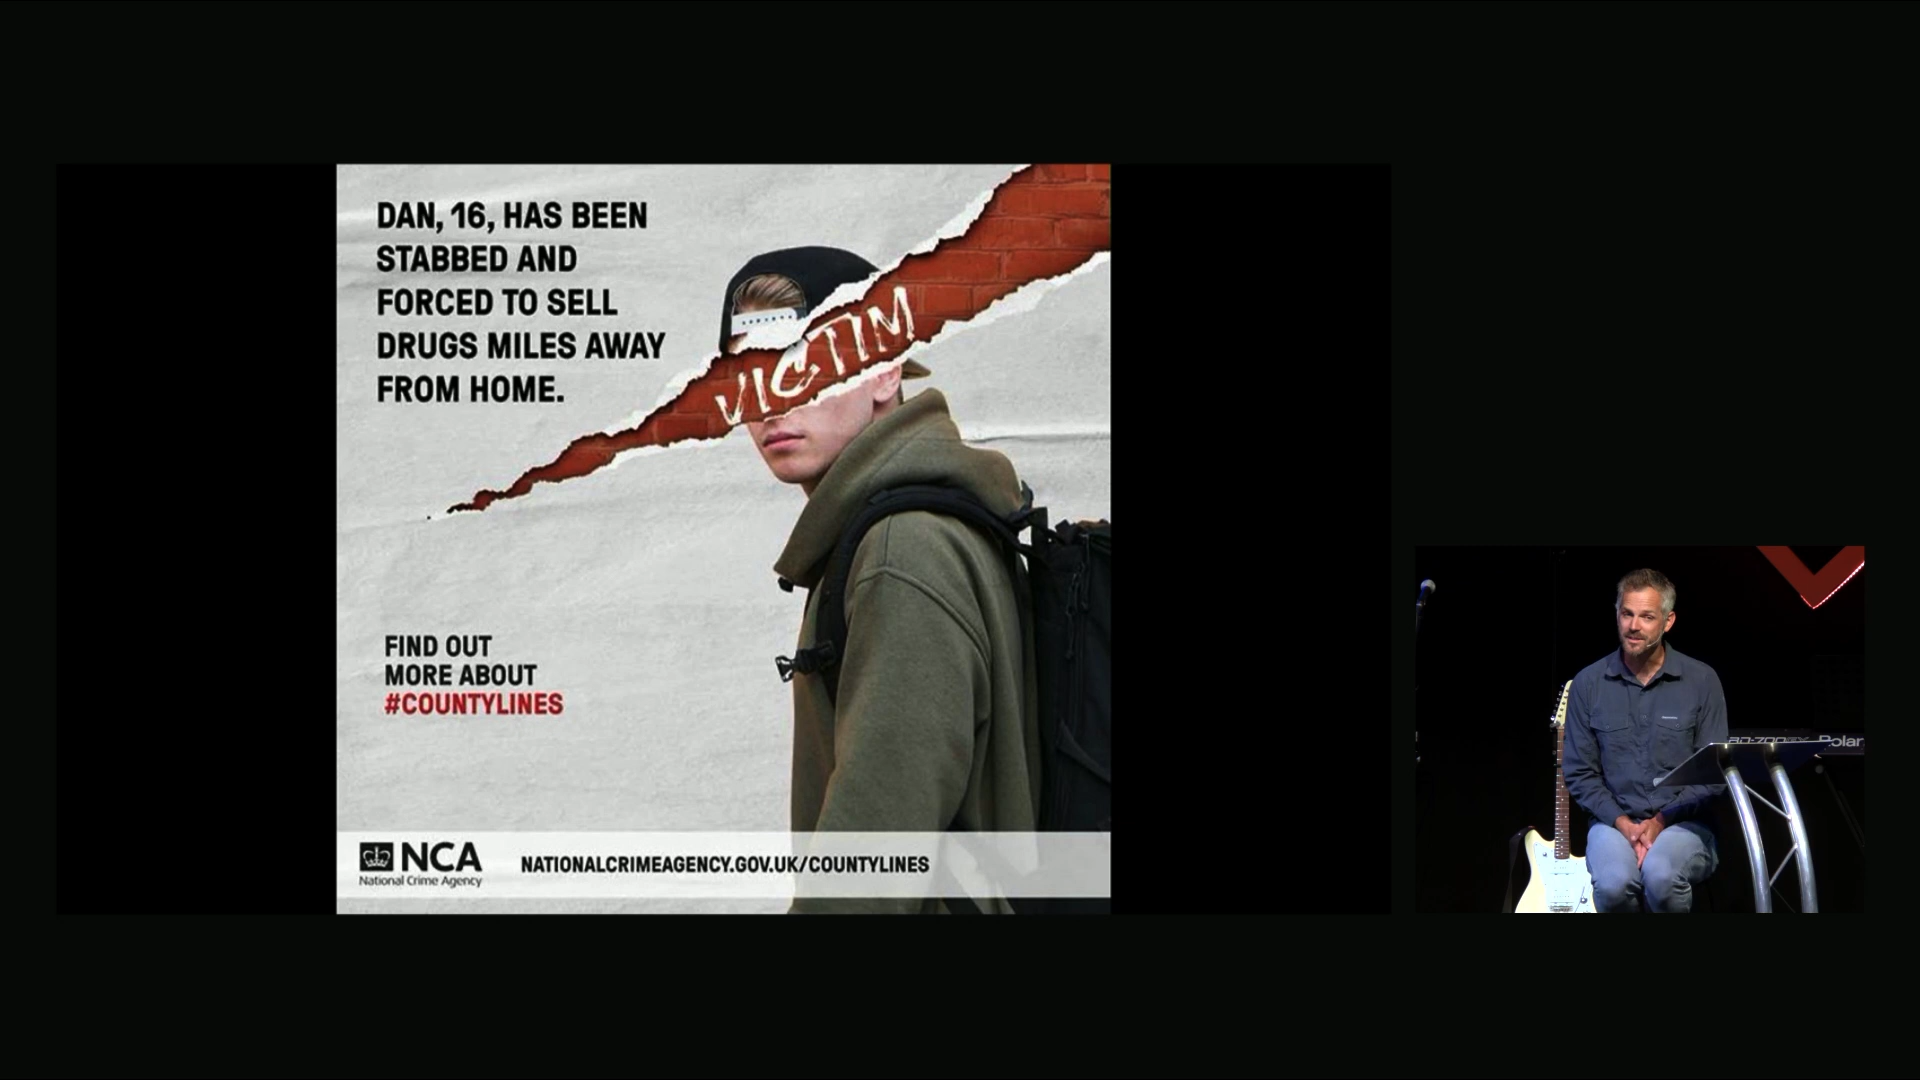 DAN, 16, HAS BEEN
STABBED AND
FORCED TO SELL
DRUGS MILES AWAY
FROM HOME.
VICTIM
FIND OUT
MORE ABOUT
#COUNTYLINES
NCA
National Crime Agency
NATIONALCRIMEAGENCY.GOV.UK/COUNTYLINES